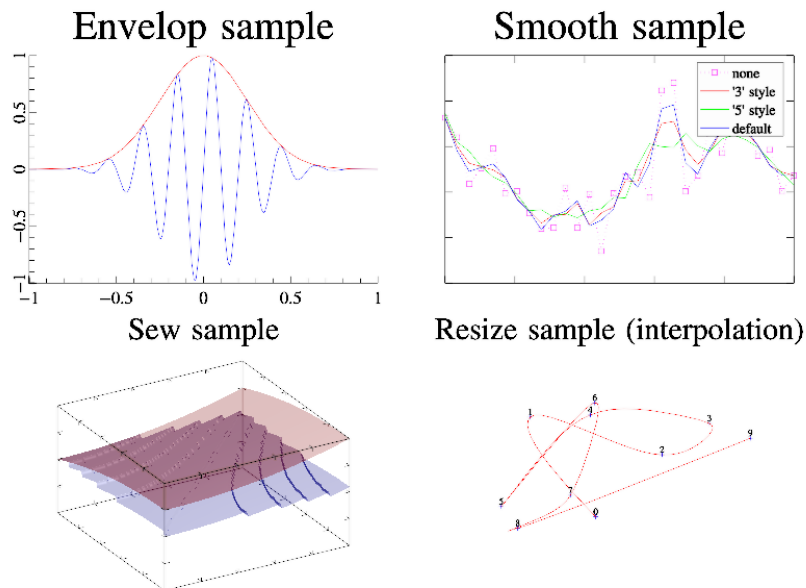 Envelop sample
Smooth sample
1
0.5
0
−0.5
−1
−1
−0.5
0
0.5
1
none
'3' style
'5' style
default
Sew sample
Resize sample (interpolation)
6
1
4
3
9
2
5
7
8
0